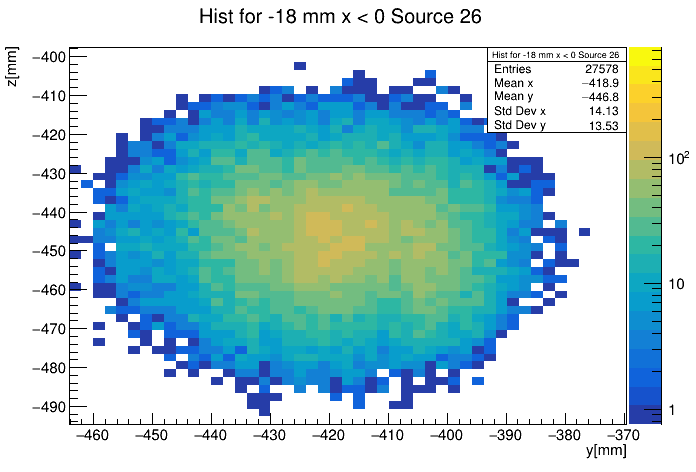 Hist for -18 mm x < 0 Source 26
z[mm]
−400
−410
−420
−430
−440
−450
−460
−470
−480
−490
Hist for -18 mm x < 0 Source 26
Entries 27578
Mean x −418.9
Mean y −446.8
Std Dev x 14.13
Std Dev y 13.53
10²
10
1
−460 −450 −440 −430 −420 −410 −400 −390 −380 −370
y[mm]